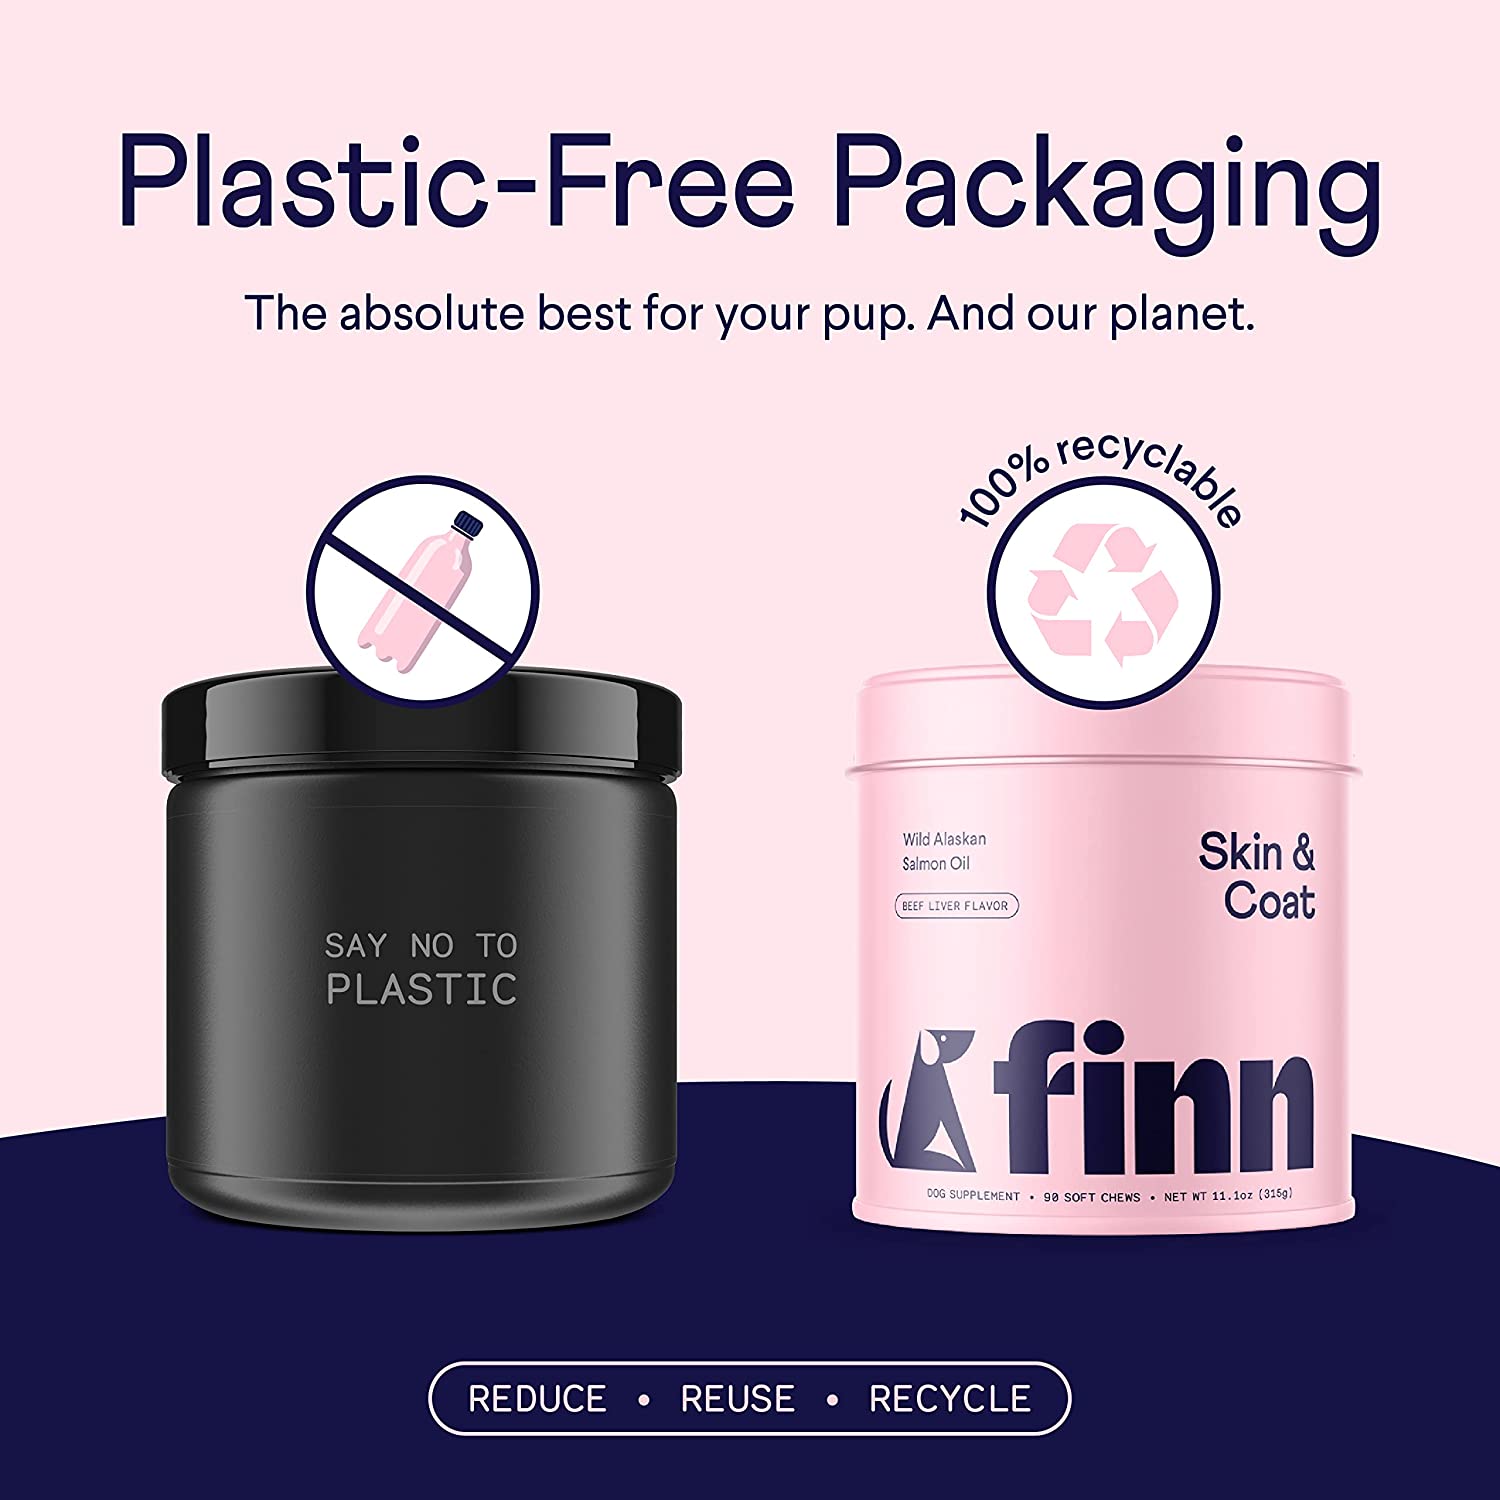 Plastic-Free Packaging
The absolute best for your pup. And our planet.
100% recyclable
SAY NO TO
PLASTIC
Wild Alaskan
Salmon Oil
BEEF LIVER FLAVOR
Skin &
Coat
finn
DOG SUPPLEMENT • 90 SOFT CHEWS • NET WT 11.1oz (315g)
REDUCE • REUSE • RECYCLE